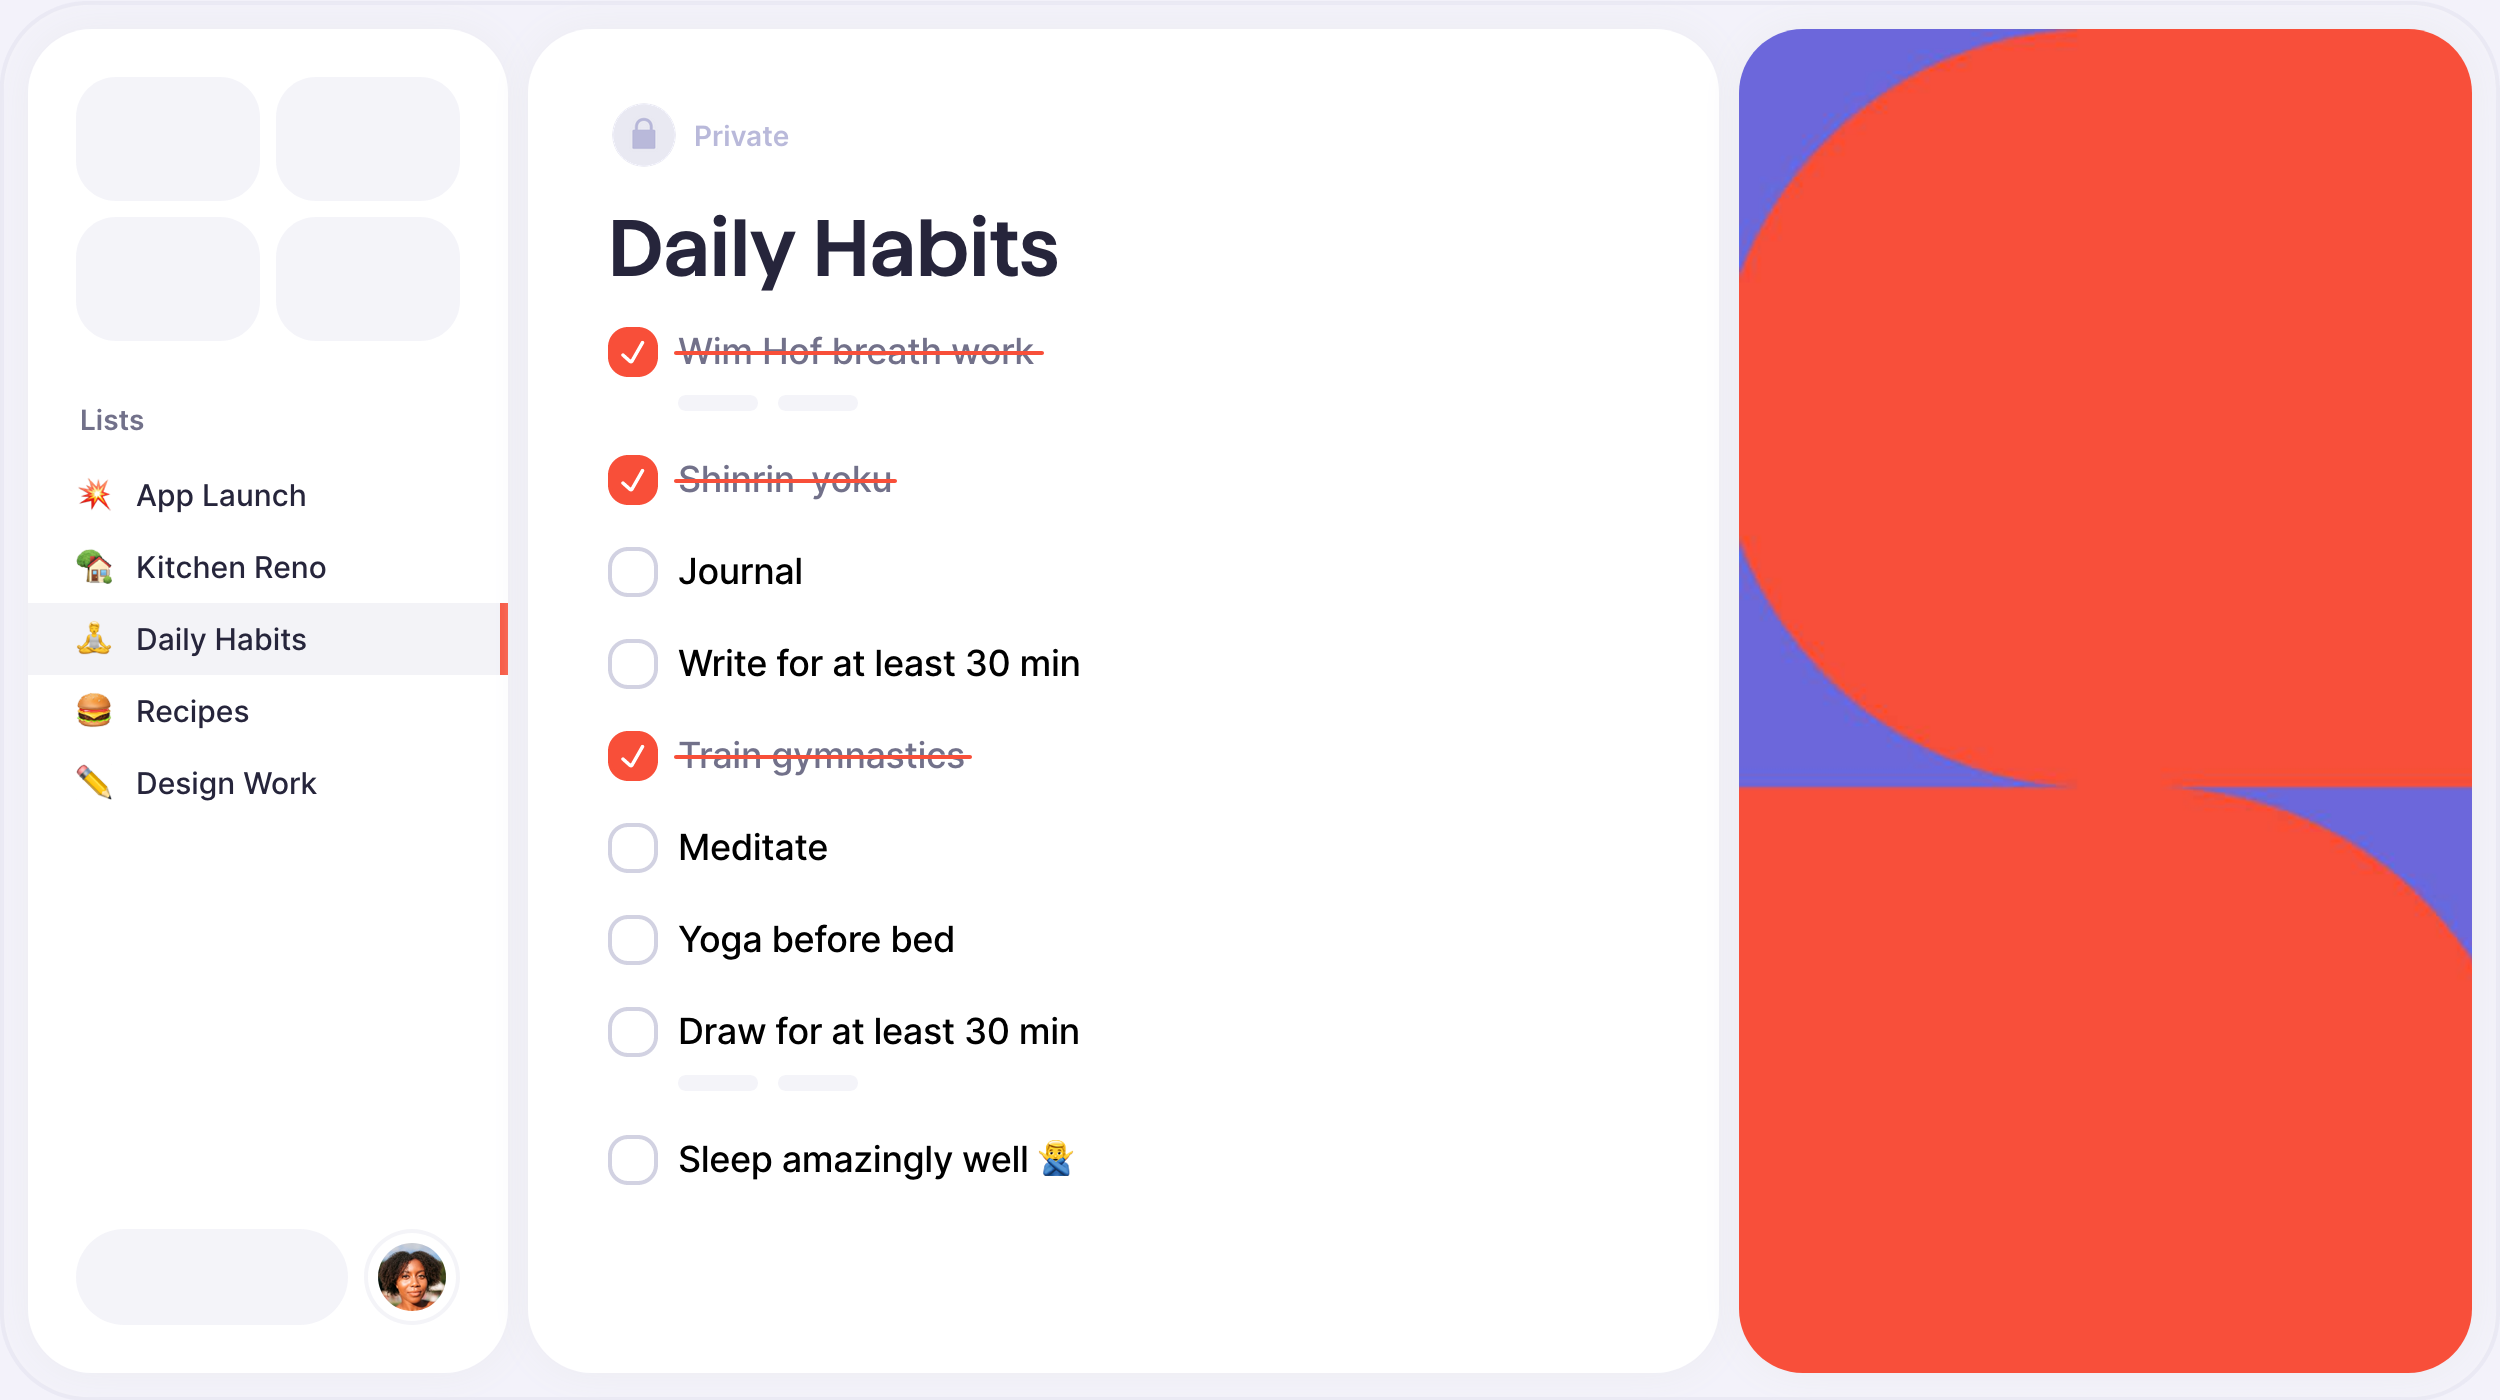 Lists
💥 App Launch
🏡 Kitchen Reno
🧘 Daily Habits
🍔 Recipes
✏️ Design Work
Private
Daily Habits
Wim Hof breath work
Shinrin-yoku
Journal
Write for at least 30 min
Train gymnastics
Meditate
Yoga before bed
Draw for at least 30 min
Sleep amazingly well 🙅‍♂️